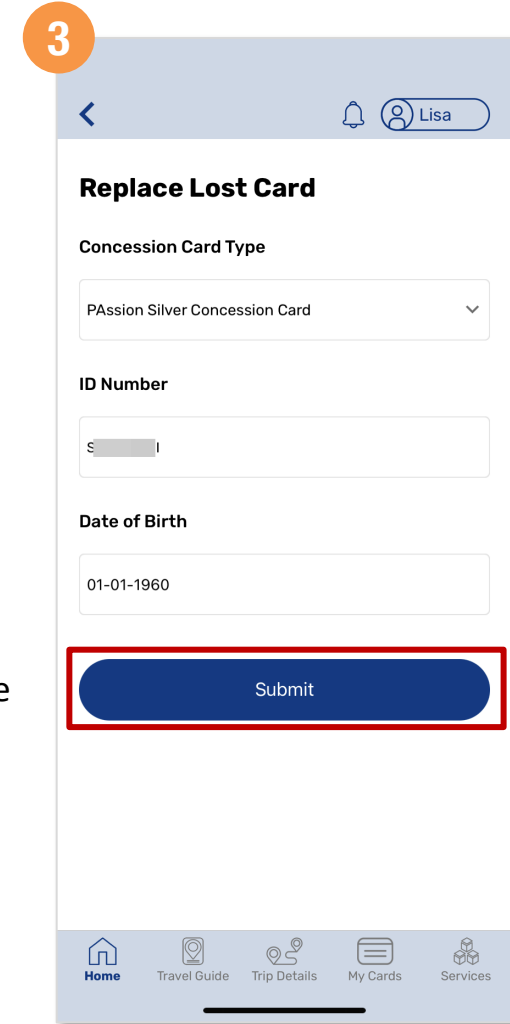 3
Lisa
Replace Lost Card
Concession Card Type
PAssion Silver Concession Card
ID Number
S I
Date of Birth
01-01-1960
e
Submit
Home Travel Guide Trip Details My Cards Services